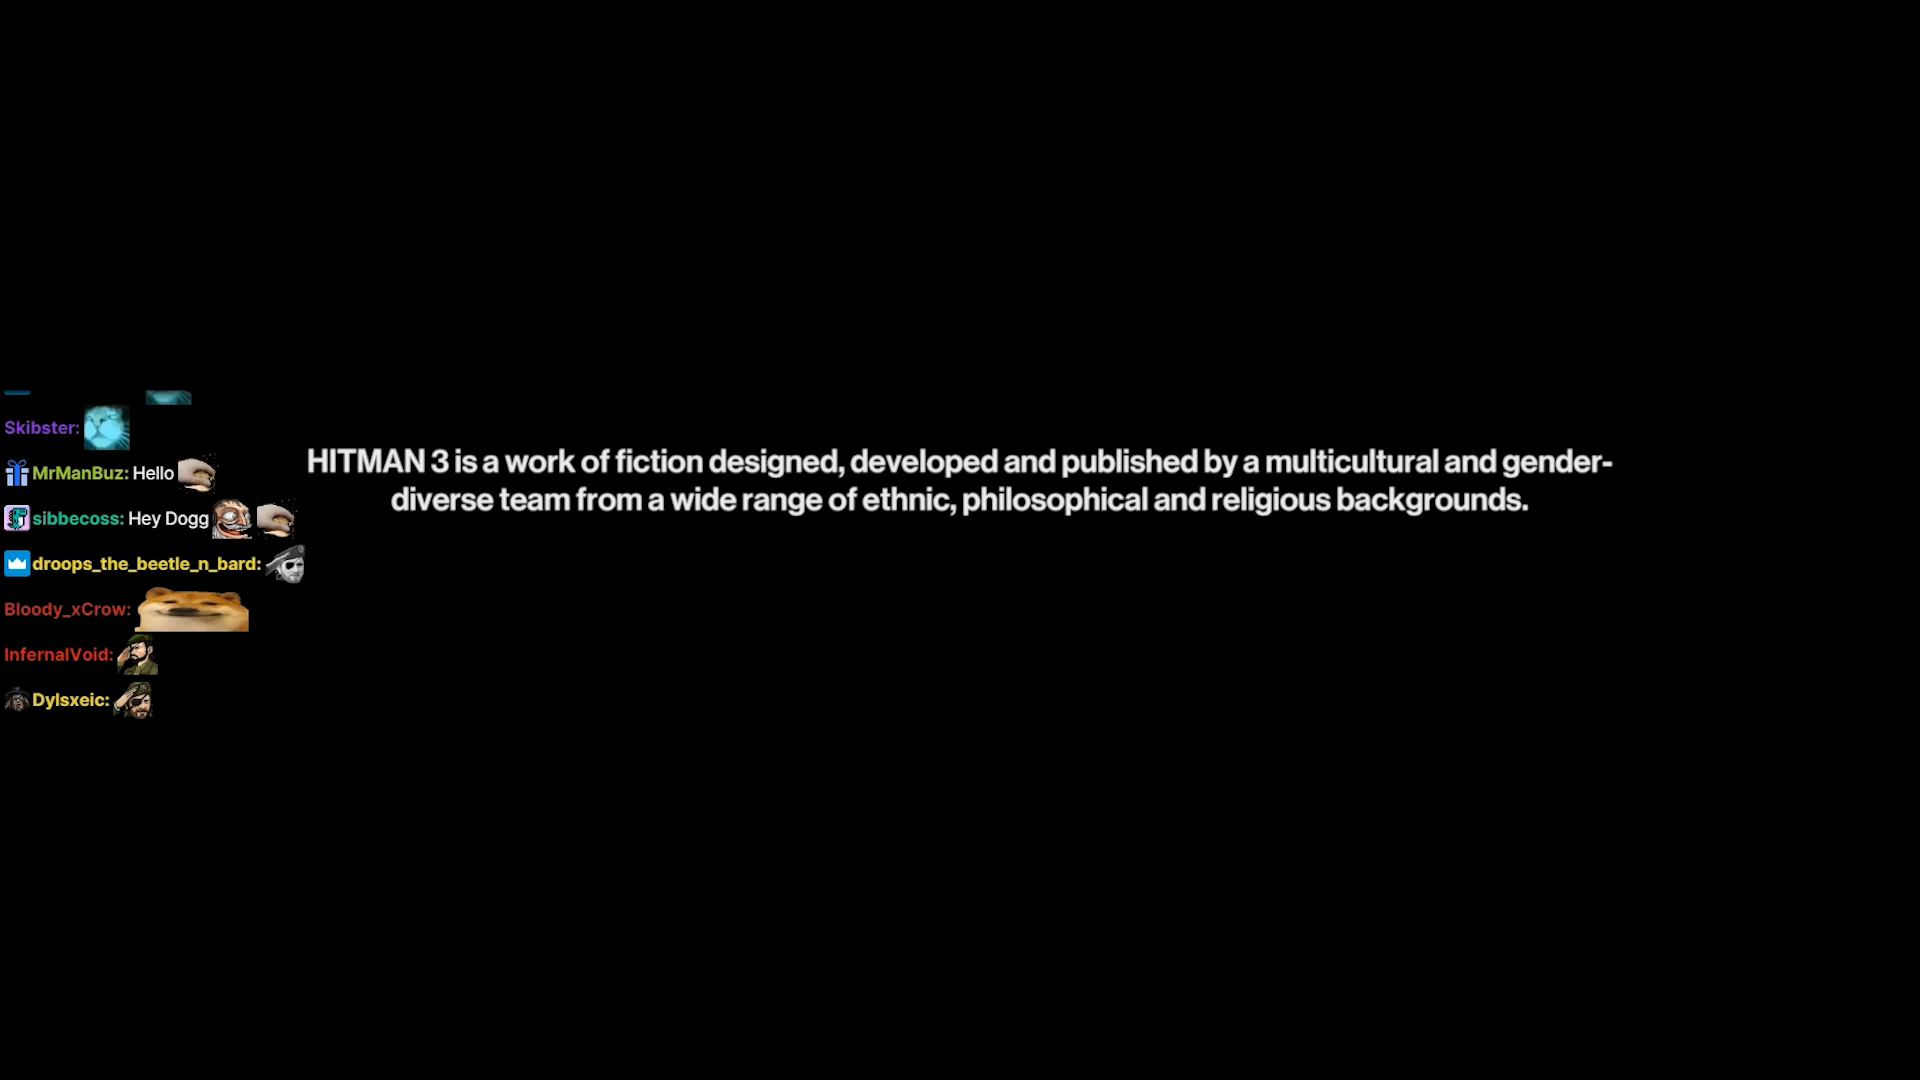 Skibster:
MrManBuz: Hello
sibbecoss: Hey Dogg
droops_the_beetle_n_bard:
Bloody_xCrow:
InfernalVoid:
Dylsxeic:
HITMAN 3 is a work of fiction designed, developed and published by a multicultural and gender-
diverse team from a wide range of ethnic, philosophical and religious backgrounds.